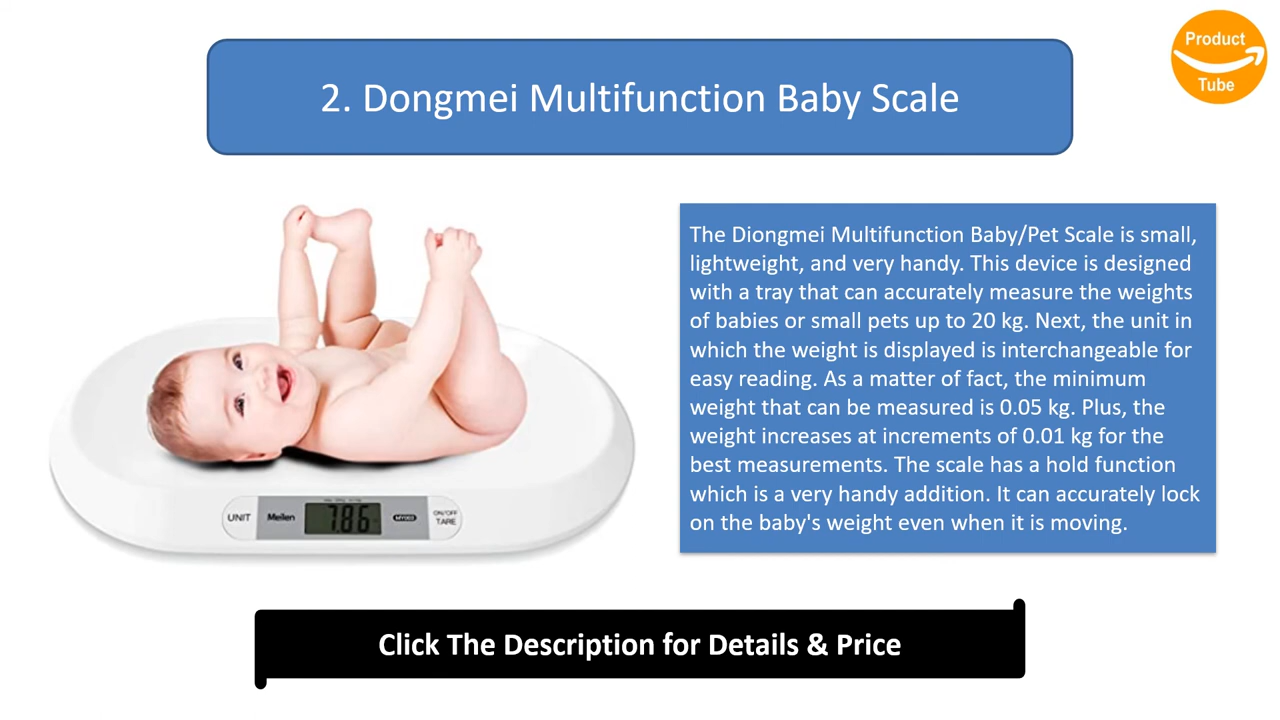 Product
Tube
2. Dongmei Multifunction Baby Scale
The Diongmei Multifunction Baby/Pet Scale is small,
lightweight, and very handy. This device is designed
with a tray that can accurately measure the weights
of babies or small pets up to 20 kg. Next, the unit in
which the weight is displayed is interchangeable for
easy reading. As a matter of fact, the minimum
weight that can be measured is 0.05 kg. Plus, the
weight increases at increments of 0.01 kg for the
best measurements. The scale has a hold function
which is a very handy addition. It can accurately lock
on the baby's weight even when it is moving.
UNIT
Meilen
786
ON/OFF
TARE
Click The Description for Details & Price